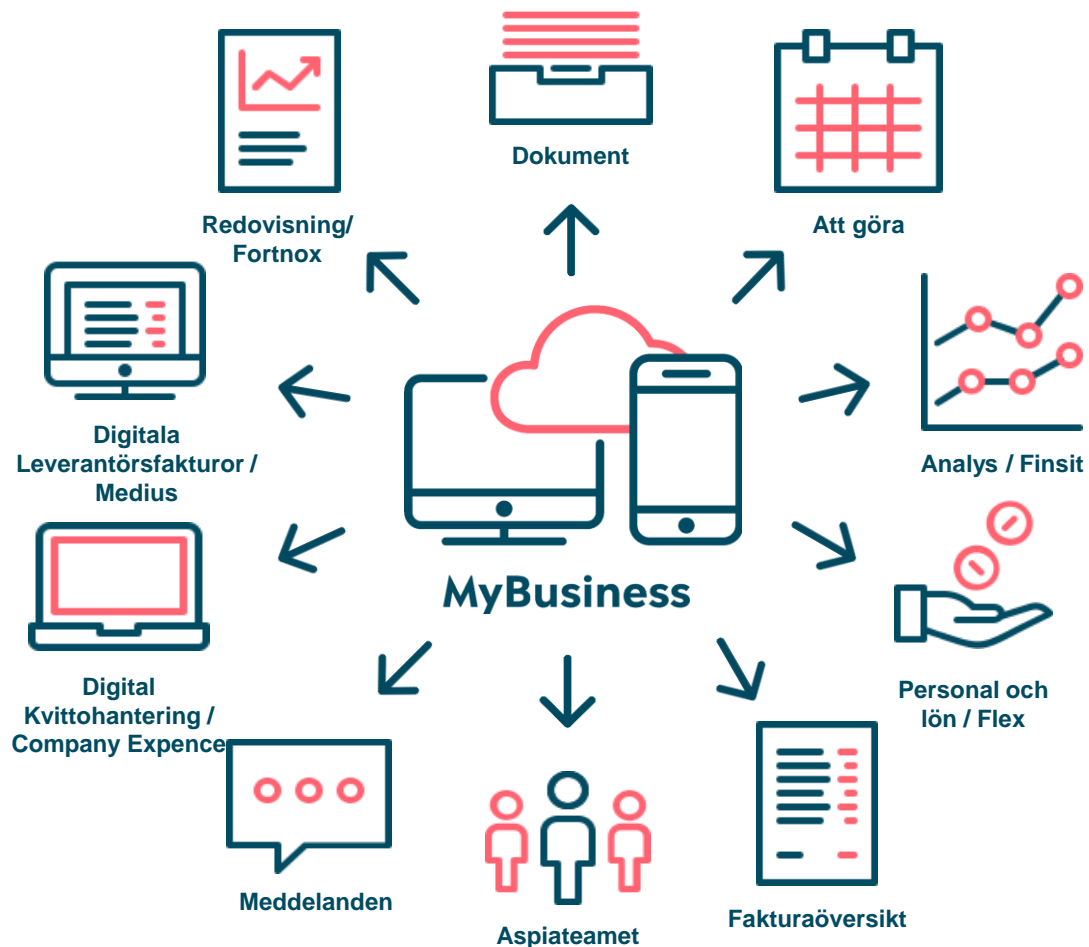 Dokument
Redovisning/
Fortnox
Att göra
Digitala
Leverantörsfakturor /
Medius
Analys / Finsit
MyBusiness
Digital
Kvittohantering /
Company Expence
Personal och
lön / Flex
Meddelanden
Aspiateamet
Fakturaöversikt